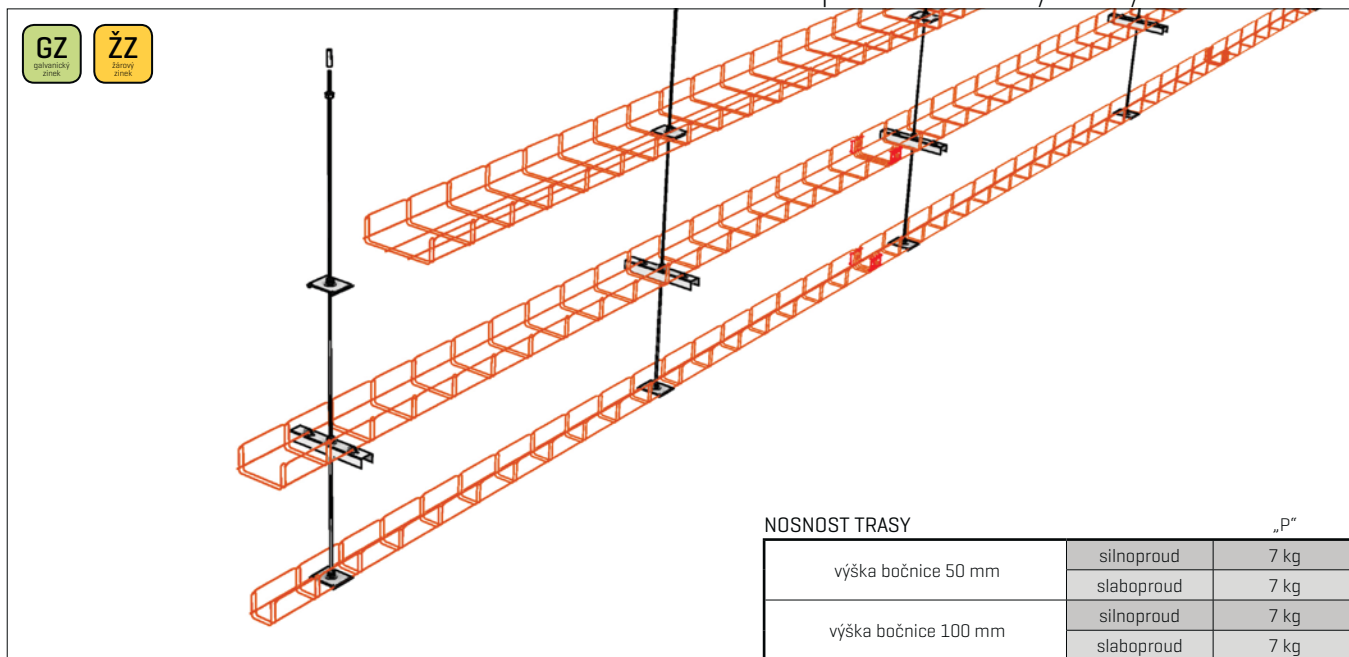 GZ
galvanický
zinek
ŽZ
žárový
zinek
NOSNOST TRASY „P“
výška bočnice 50 mm
silnoproud 7 kg
slaboproud 7 kg
výška bočnice 100 mm
silnoproud 7 kg
slaboproud 7 kg